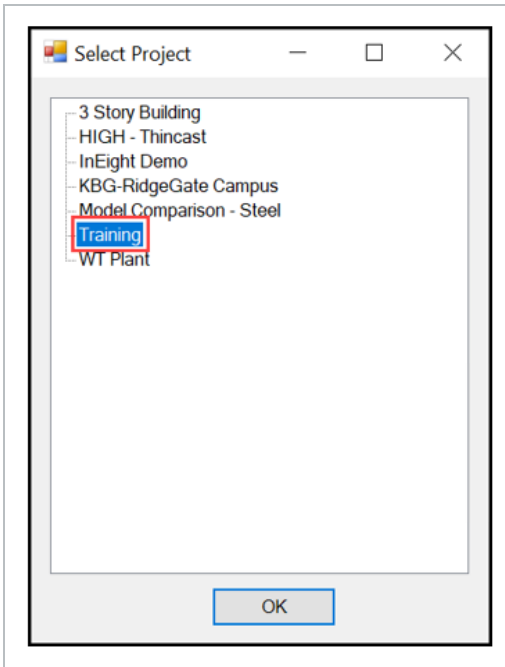 Select Project
3 Story Building
HIGH - Thincast
InEight Demo
KBG-RidgeGate Campus
Model Comparison - Steel
Training
WT Plant
OK